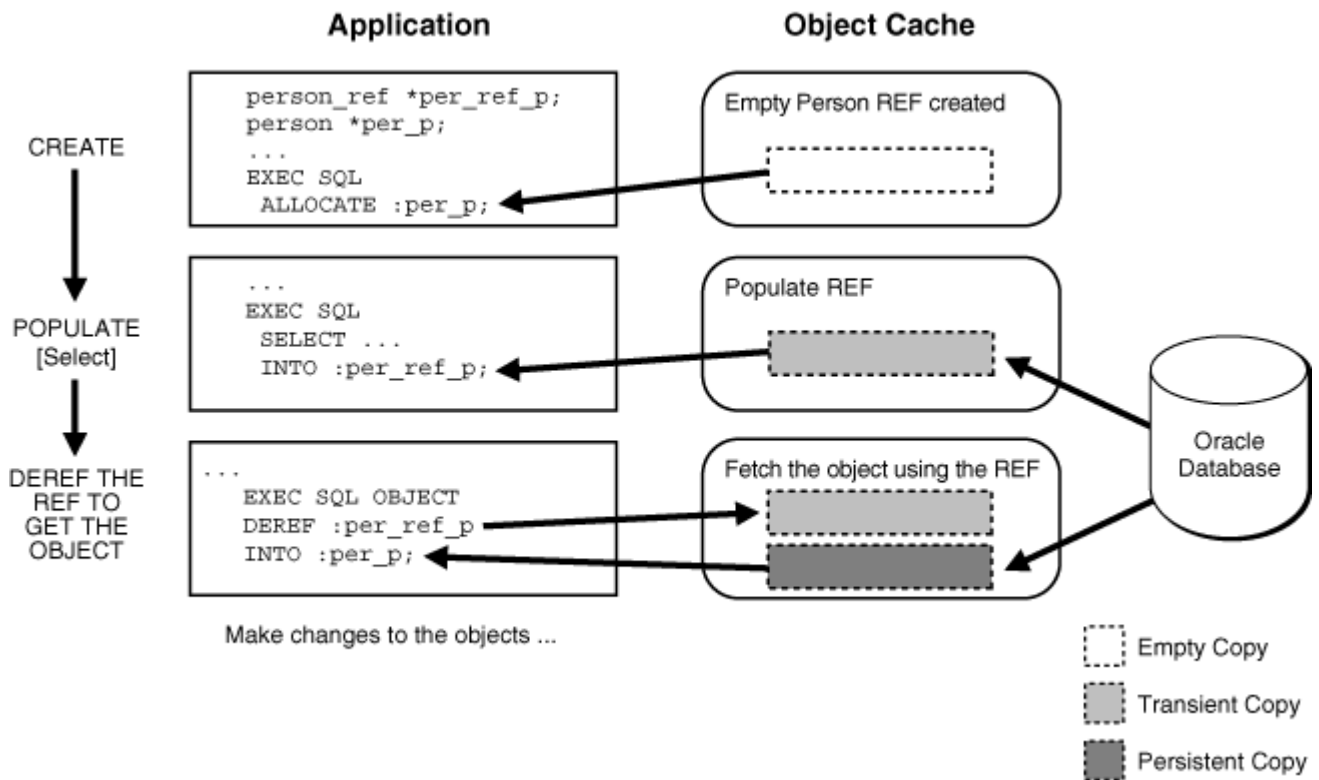 Application
Object Cache
CREATE
person_ref *per_ref_p;
person *per_p;
...
EXEC SQL
ALLOCATE :per_p;
Empty Person REF created
POPULATE
[Select]
...
EXEC SQL
SELECT ...
INTO :per_ref_p;
Populate REF
DEREF THE
REF TO
GET THE
OBJECT
...
EXEC SQL OBJECT
DEREF :per_ref_p
INTO :per_p;
Fetch the object using the REF
Oracle
Database
Make changes to the objects ...
Empty Copy
Transient Copy
Persistent Copy